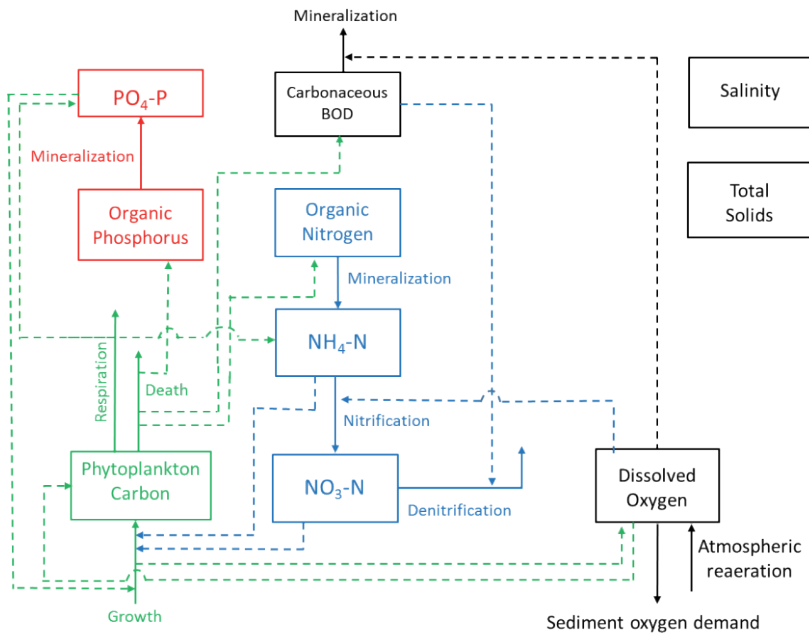 Mineralization
PO₄-P
Carbonaceous
BOD
Salinity
Mineralization
Organic
Phosphorus
Organic
Nitrogen
Total
Solids
Mineralization
NH₄-N
Respiration
Death
Nitrification
Phytoplankton
Carbon
NO₃-N
Denitrification
Dissolved
Oxygen
Atmospheric
reaeration
Growth
Sediment oxygen demand